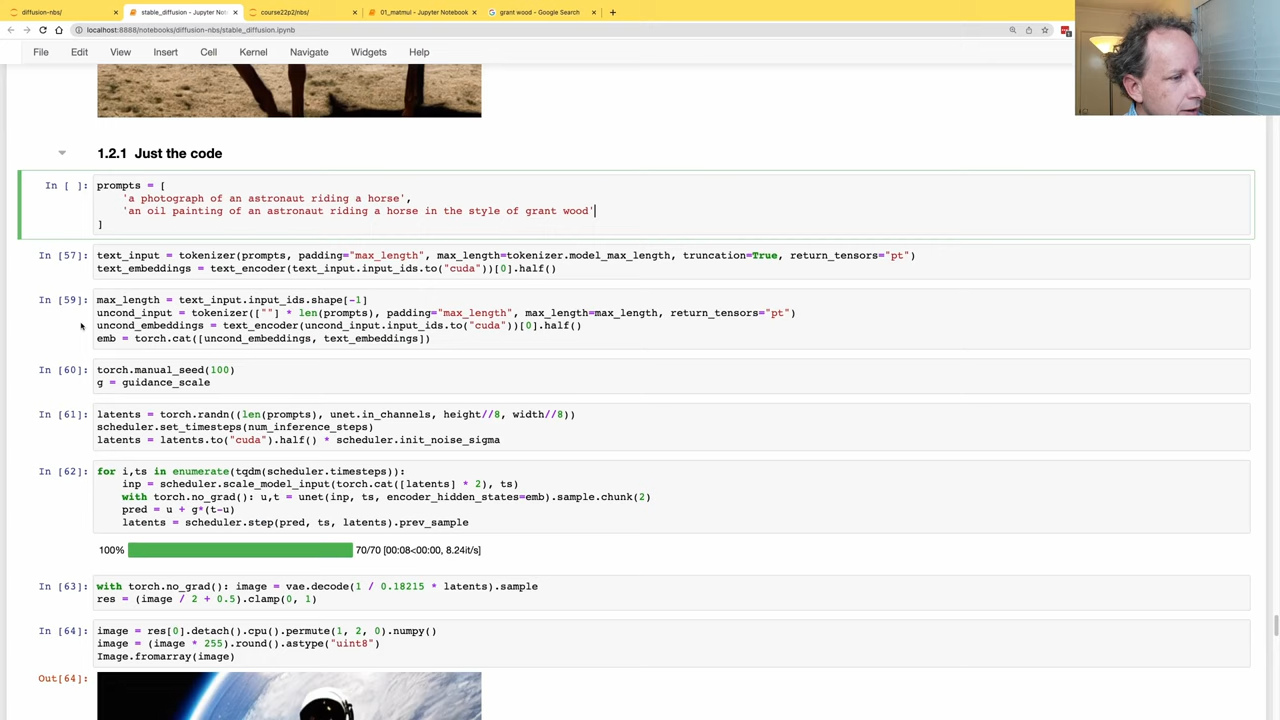 diffusion-nbs/
stable_diffusion - Jupyter Not
course22p2/nbs/
01_matmul - Jupyter Notebook
grant wood - Google Search
localhost:8888/notebooks/diffusion-nbs/stable_diffusion.ipynb
File Edit View Insert Cell Kernel Navigate Widgets Help
1.2.1 Just the code
In [ ]: prompts = [
'a photograph of an astronaut riding a horse',
'an oil painting of an astronaut riding a horse in the style of grant wood'
]
In [57]: text_input = tokenizer(prompts, padding="max_length", max_length=tokenizer.model_max_length, truncation=True, return_tensors="pt")
text_embeddings = text_encoder(text_input.input_ids.to("cuda"))[0].half()
In [59]: max_length = text_input.input_ids.shape[-1]
uncond_input = tokenizer([""] * len(prompts), padding="max_length", max_length=max_length, return_tensors="pt")
uncond_embeddings = text_encoder(uncond_input.input_ids.to("cuda"))[0].half()
emb = torch.cat([uncond_embeddings, text_embeddings])
In [60]: torch.manual_seed(100)
g = guidance_scale
In [61]: latents = torch.randn((len(prompts), unet.in_channels, height//8, width//8))
scheduler.set_timesteps(num_inference_steps)
latents = latents.to("cuda").half() * scheduler.init_noise_sigma
In [62]: for i,ts in enumerate(tqdm(scheduler.timesteps)):
inp = scheduler.scale_model_input(torch.cat([latents] * 2), ts)
with torch.no_grad(): u,t = unet(inp, ts, encoder_hidden_states=emb).sample.chunk(2)
pred = u + g*(t-u)
latents = scheduler.step(pred, ts, latents).prev_sample
100% 70/70 [00:08<00:00, 8.24it/s]
In [63]: with torch.no_grad(): image = vae.decode(1 / 0.18215 * latents).sample
res = (image / 2 + 0.5).clamp(0, 1)
In [64]: image = res[0].detach().cpu().permute(1, 2, 0).numpy()
image = (image * 255).round().astype("uint8")
Image.fromarray(image)
Out[64]: